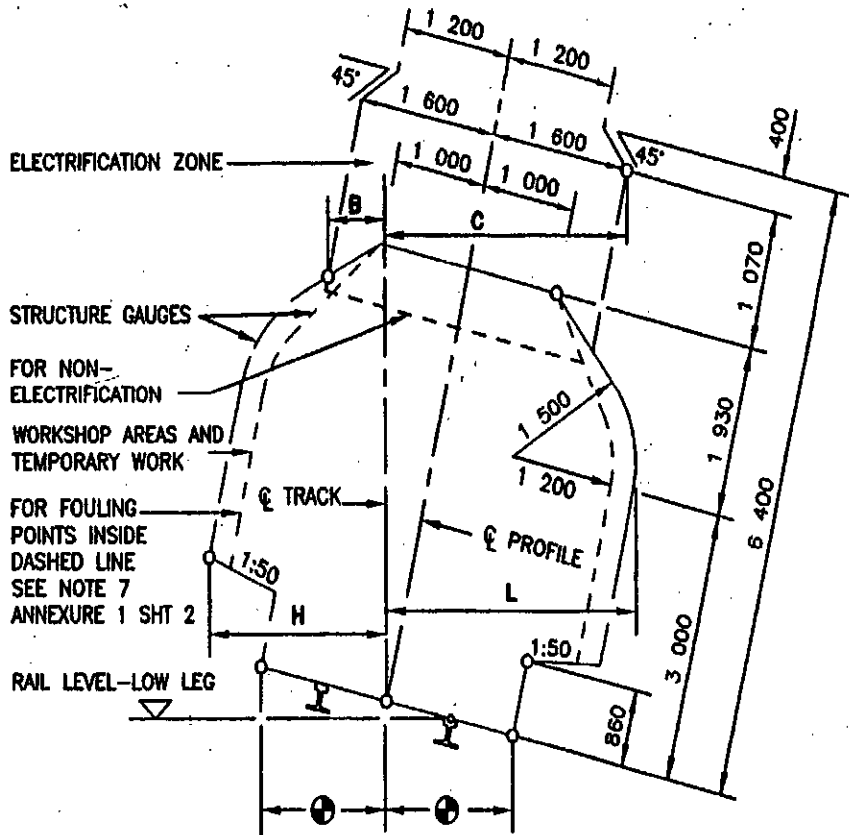 1 200
1 200
45°
1 600
1 600
400
45°
ELECTRIFICATION ZONE
1 000
1 000
B
C
1 070
STRUCTURE GAUGES
FOR NON-
ELECTRIFICATION
1 500
1 930
WORKSHOP AREAS AND
TEMPORARY WORK
1 200
6 400
℄ TRACK
FOR FOULING
POINTS INSIDE
DASHED LINE
SEE NOTE 7
ANNEXURE 1 SHT 2
℄ PROFILE
1:50
H
L
3 000
1:50
RAIL LEVEL-LOW LEG
860